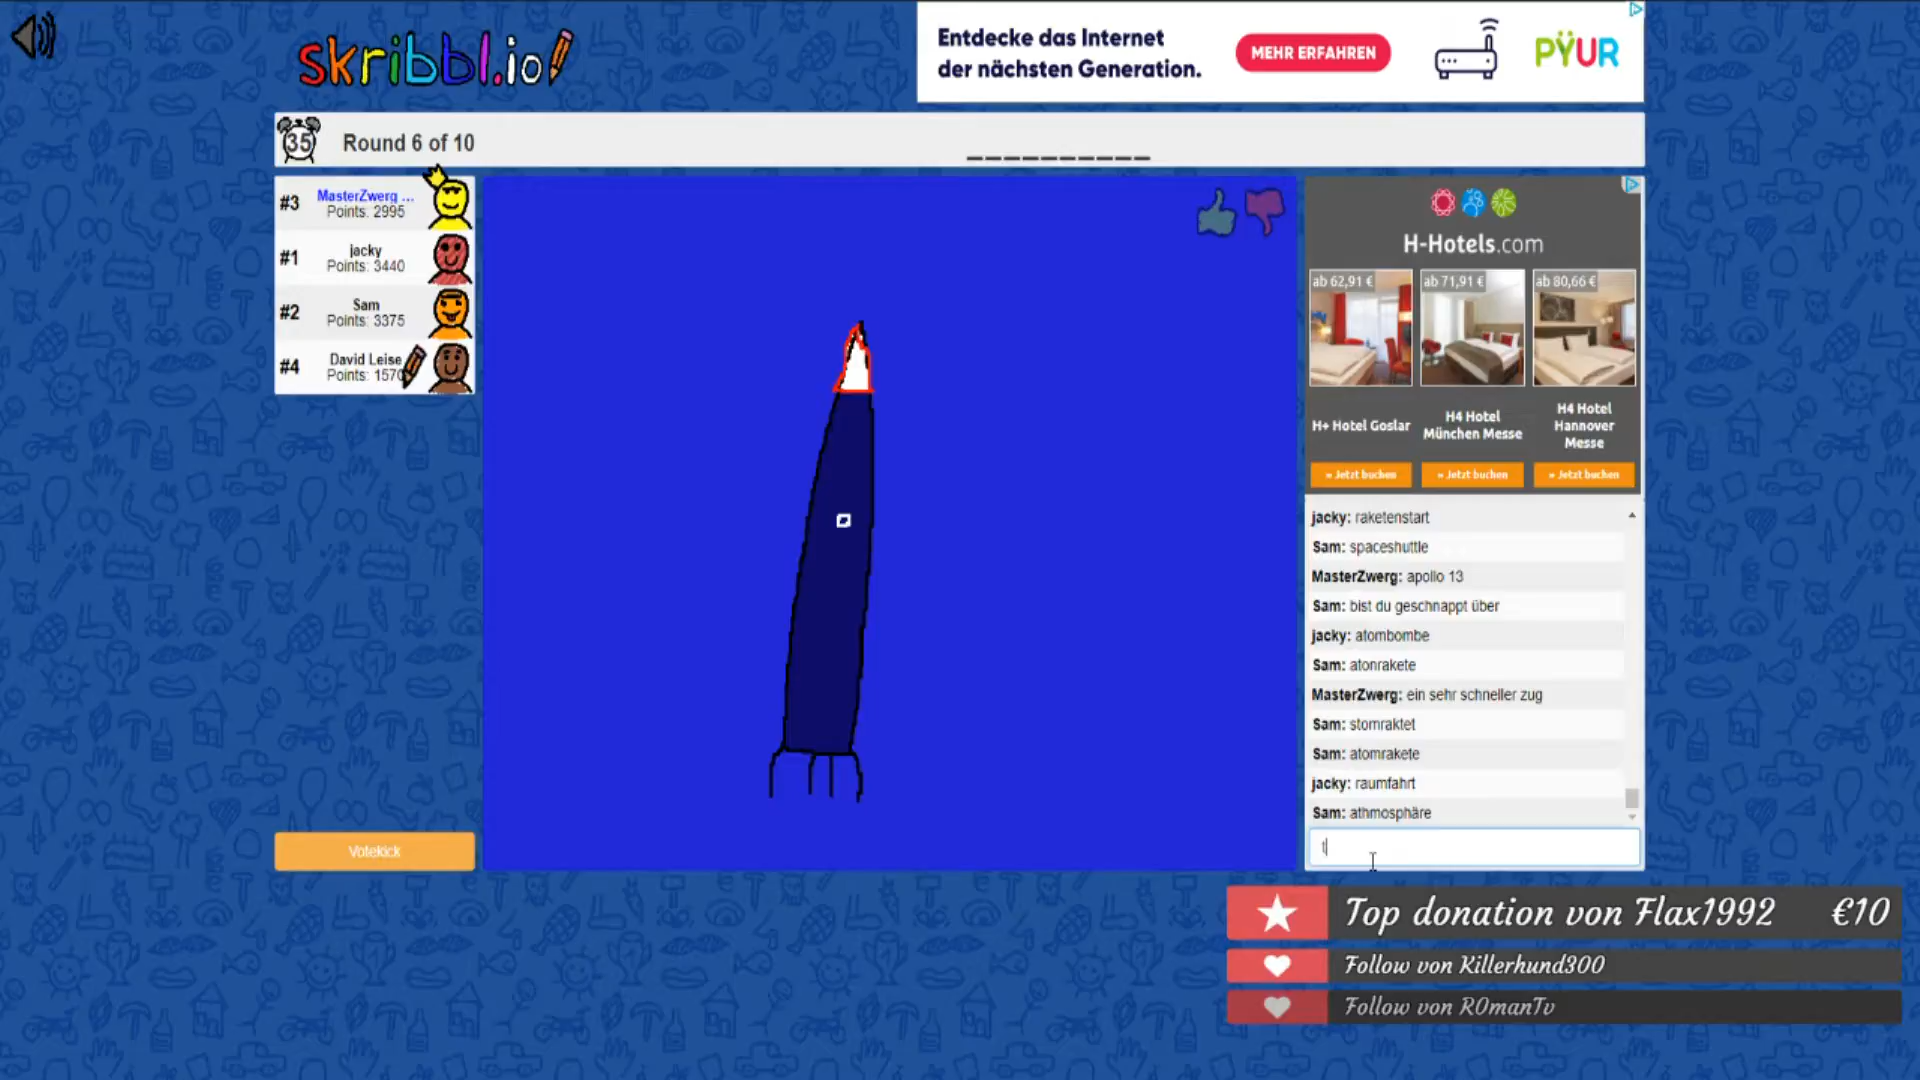 skribbl.io
Entdecke das Internet
der nächsten Generation.
MEHR ERFAHREN
PŸUR
35
Round 6 of 10
__________
#3
MasterZwerg ...
Points: 2995
#1
jacky
Points: 3440
#2
Sam
Points: 3375
#4
David Leise
Points: 1570
Votekick
H-Hotels.com
ab 62,91 €
ab 71,91 €
ab 80,66 €
H+ Hotel Goslar
H4 Hotel
München Messe
H4 Hotel
Hannover
Messe
» Jetzt buchen
» Jetzt buchen
» Jetzt buchen
jacky: raketenstart
Sam: spaceshuttle
MasterZwerg: apollo 13
Sam: bist du geschnappt über
jacky: atombombe
Sam: atonrakete
MasterZwerg: ein sehr schneller zug
Sam: stomraktet
Sam: atomrakete
jacky: raumfahrt
Sam: athmosphäre
t
Top donation von Flax1992 €10
Follow von Killerhund300
Follow von R0manTv